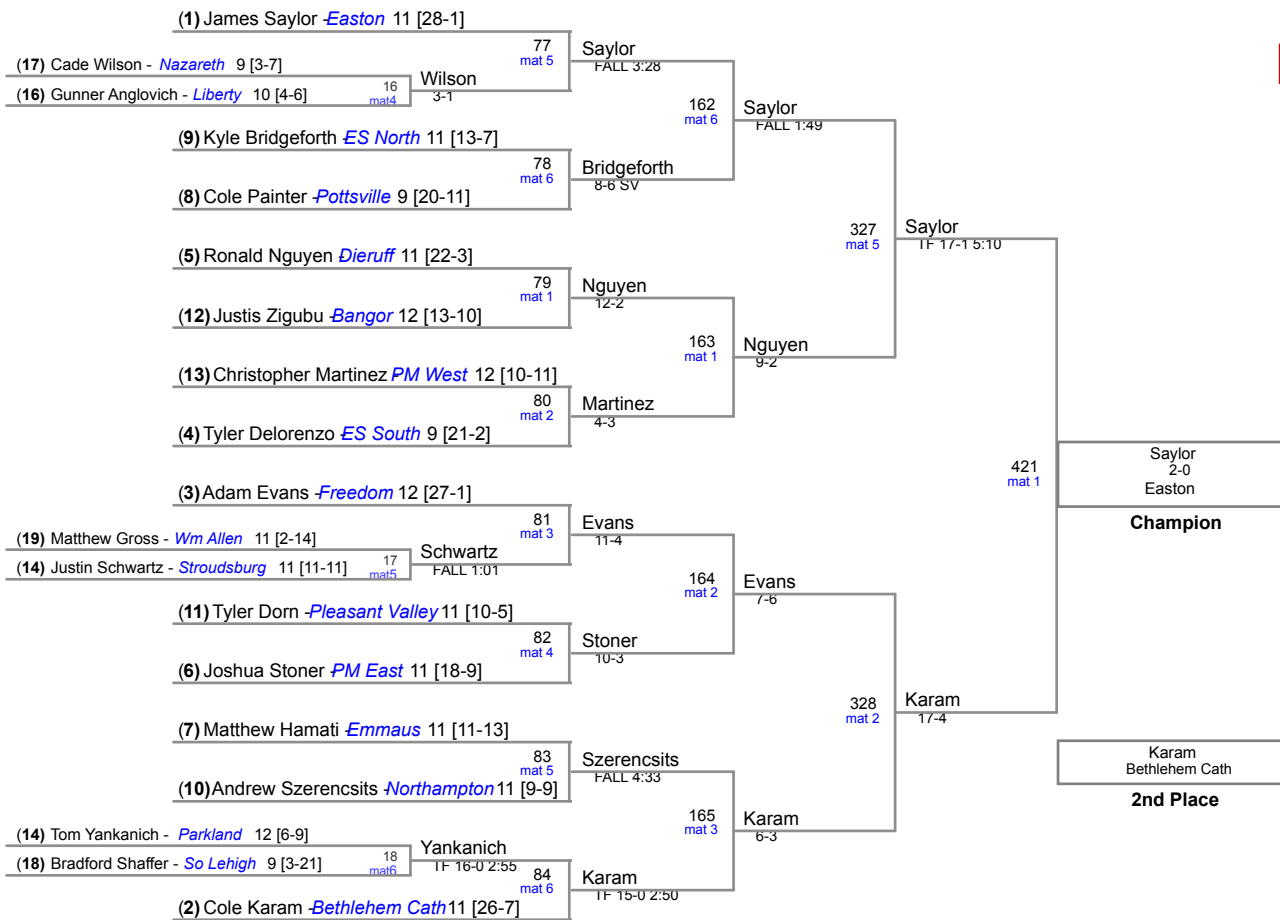 (1) James Saylor -Easton 11 [28-1]
77
mat 5
Saylor
FALL 3:28
(17) Cade Wilson - Nazareth 9 [3-7]
16
mat4
Wilson
3-1
(16) Gunner Anglovich - Liberty 10 [4-6]
162
mat 6
Saylor
FALL 1:49
(9) Kyle Bridgeforth -ES North 11 [13-7]
78
mat 6
Bridgeforth
8-6 SV
(8) Cole Painter -Pottsville 9 [20-11]
327
mat 5
Saylor
TF 17-1 5:10
(5) Ronald Nguyen -Dieruff 11 [22-3]
79
mat 1
Nguyen
12-2
(12) Justis Zigubu -Bangor 12 [13-10]
163
mat 1
Nguyen
9-2
(13) Christopher Martinez PM West 12 [10-11]
80
mat 2
Martinez
4-3
(4) Tyler Delorenzo -ES South 9 [21-2]
421
mat 1
Saylor
2-0
Easton
Champion
(3) Adam Evans -Freedom 12 [27-1]
81
mat 3
Evans
11-4
(19) Matthew Gross - Wm Allen 11 [2-14]
17
mat5
Schwartz
FALL 1:01
(14) Justin Schwartz - Stroudsburg 11 [11-11]
164
mat 2
Evans
7-6
(11) Tyler Dorn -Pleasant Valley 11 [10-5]
82
mat 4
Stoner
10-3
(6) Joshua Stoner -PM East 11 [18-9]
328
mat 2
Karam
17-4
(7) Matthew Hamati -Emmaus 11 [11-13]
83
mat 5
Szerencsits
FALL 4:33
(10) Andrew Szerencsits -Northampton 11 [9-9]
Karam
Bethlehem Cath
2nd Place
165
mat 3
Karam
6-3
(14) Tom Yankanich - Parkland 12 [6-9]
18
mat6
Yankanich
TF 16-0 2:55
(18) Bradford Shaffer - So Lehigh 9 [3-21]
84
mat 6
Karam
TF 15-0 2:50
(2) Cole Karam -Bethlehem Cath 11 [26-7]